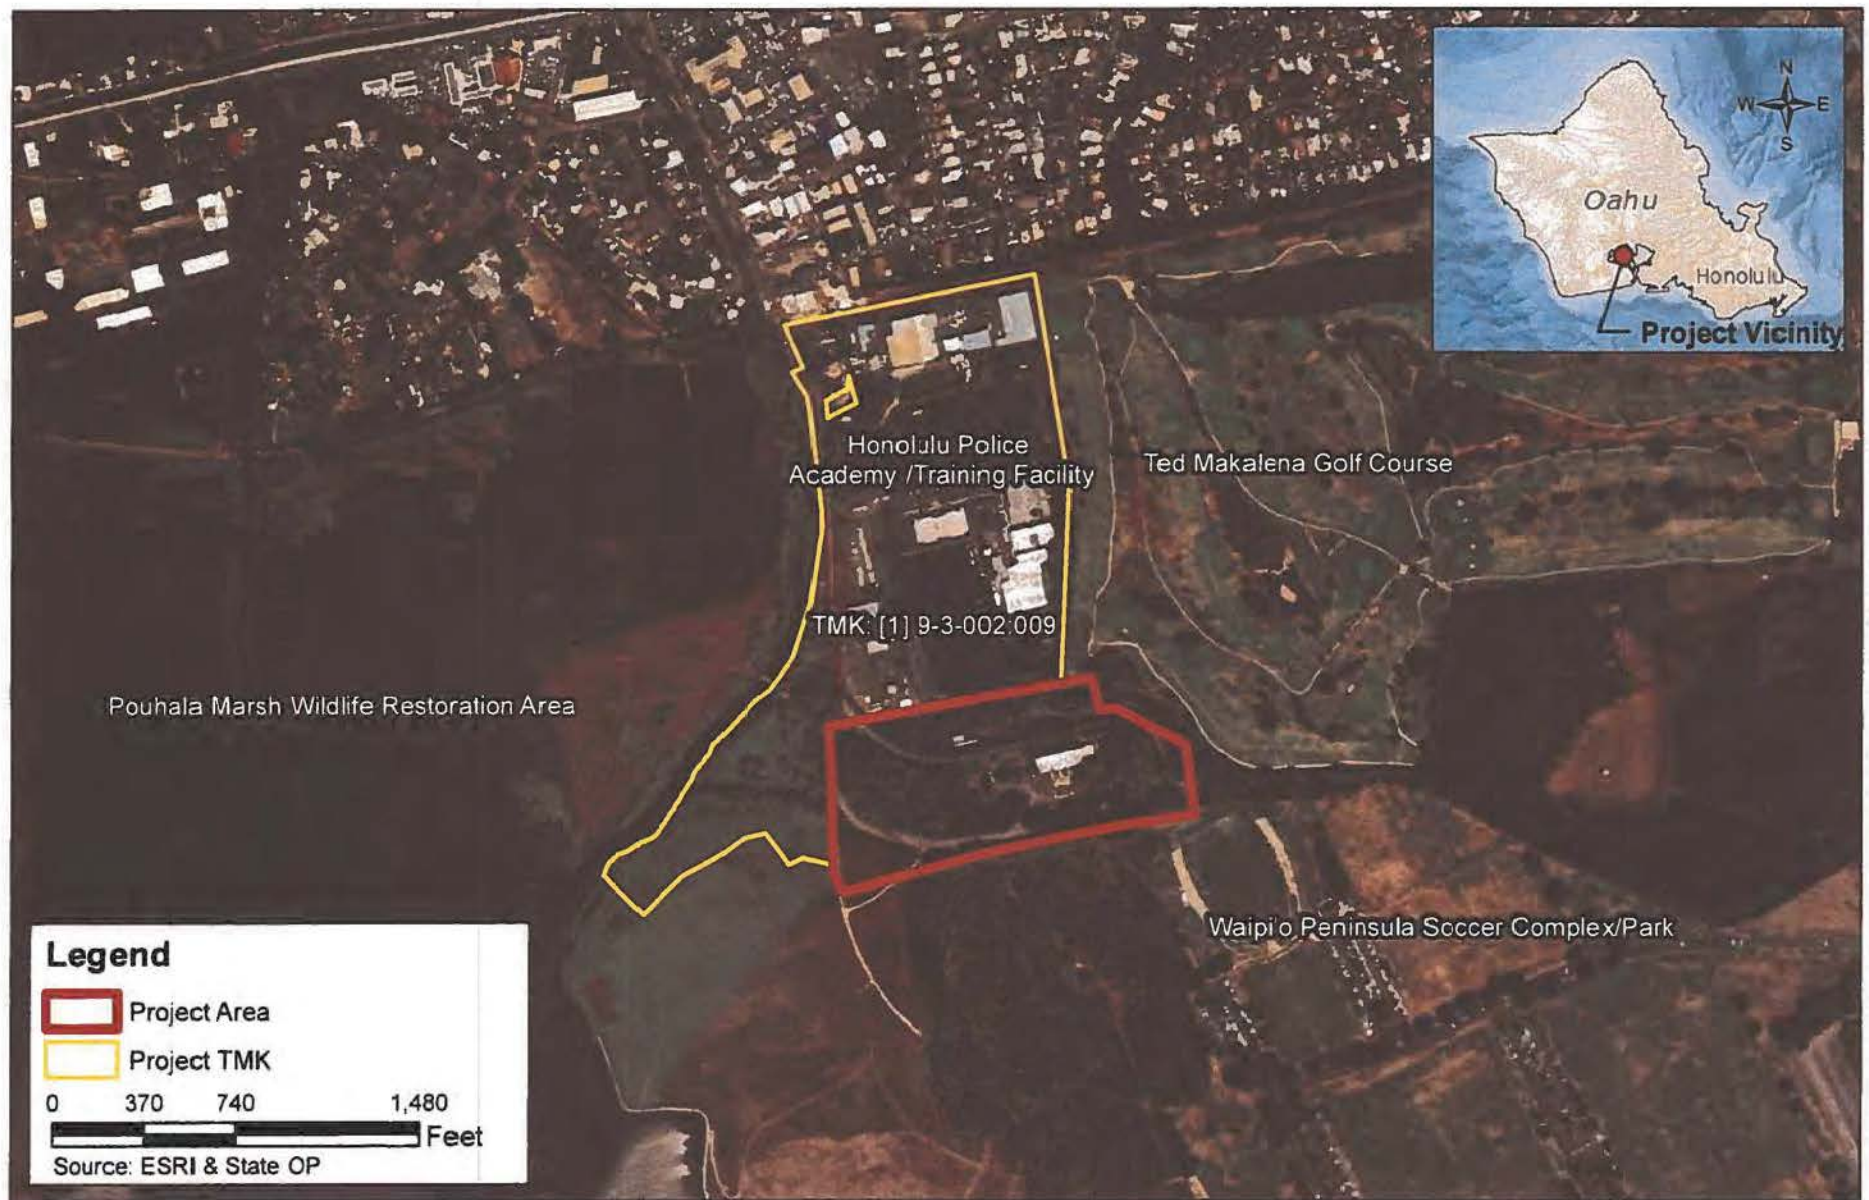 N
W E
S
Oahu
Honolulu
Project Vicinity
Honolulu Police
Academy /Training Facility
Ted Makalena Golf Course
TMK: [1] 9-3-002:009
Pouhala Marsh Wildlife Restoration Area
Waipi'o Peninsula Soccer Complex/Park
Legend
Project Area
Project TMK
0 370 740 1,480
Feet
Source: ESRI & State OP